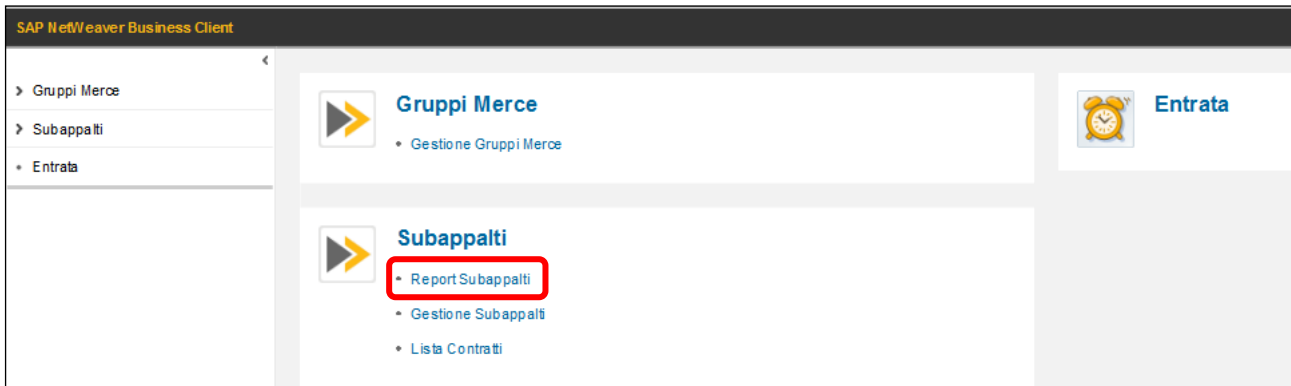 SAP NetWeaver Business Client
Gruppi Merce
Subappalti
Entrata
Gruppi Merce
Gestione Gruppi Merce
Entrata
Subappalti
Report Subappalti
Gestione Subappalti
Lista Contratti